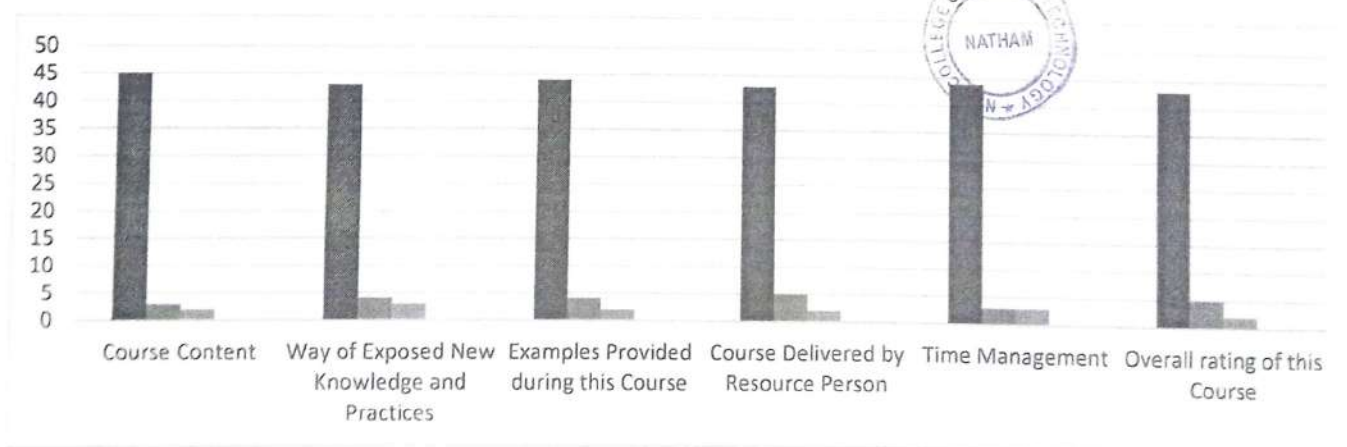 COLLEGE
CHNOLOGY * N
NATHAM
50
45
40
35
30
25
20
15
10
5
0
Course Content
Way of Exposed New
Knowledge and
Practices
Examples Provided
during this Course
Course Delivered by
Resource Person
Time Management
Overall rating of this
Course